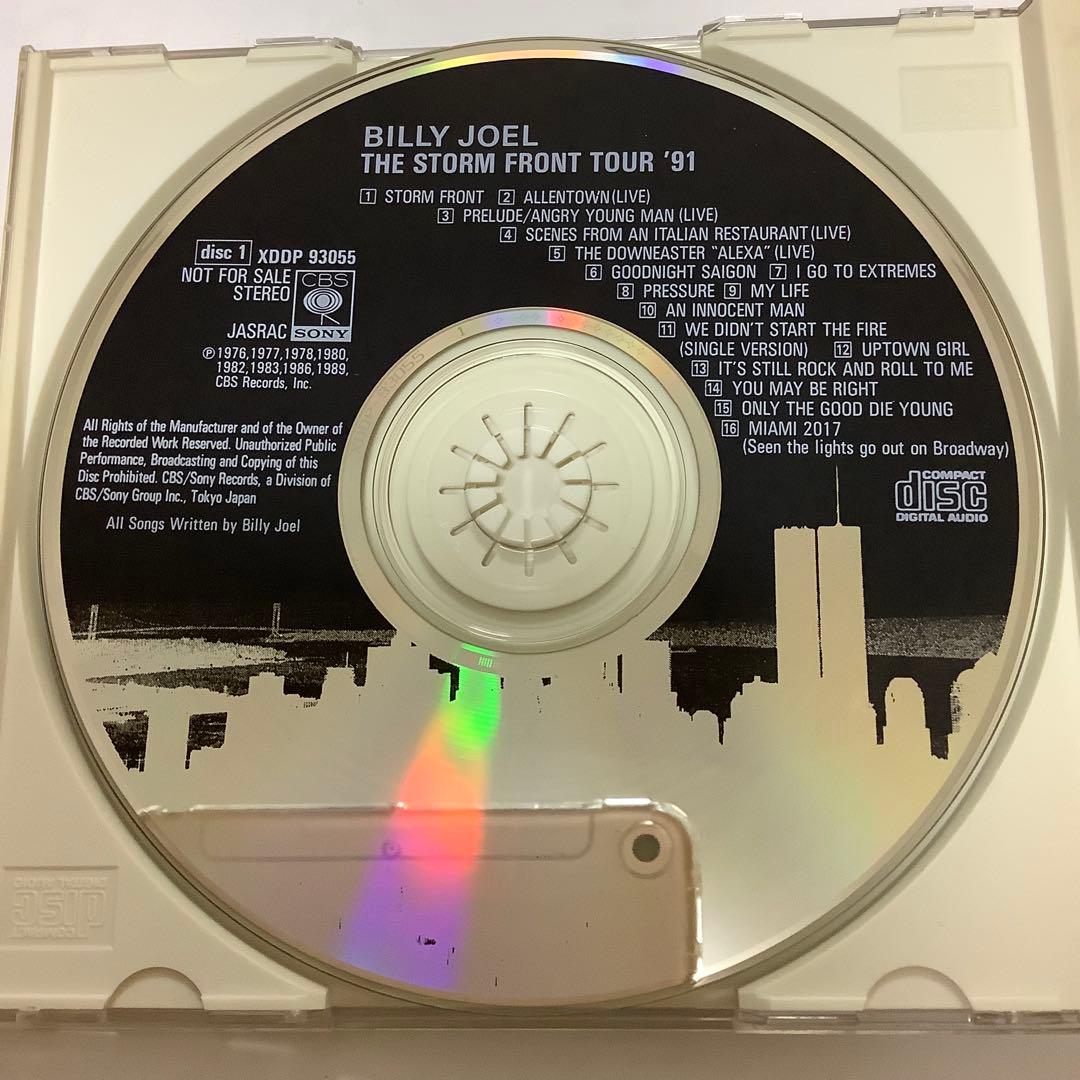 BILLY JOEL
THE STORM FRONT TOUR '91
1 STORM FRONT 2 ALLENTOWN(LIVE)
3 PRELUDE/ANGRY YOUNG MAN (LIVE)
4 SCENES FROM AN ITALIAN RESTAURANT(LIVE)
5 THE DOWNEASTER "ALEXA"(LIVE)
6 GOODNIGHT SAIGON 7 I GO TO EXTREMES
8 PRESSURE 9 MY LIFE
10 AN INNOCENT MAN
11 WE DIDN'T START THE FIRE
(SINGLE VERSION) 12 UPTOWN GIRL
13 IT'S STILL ROCK AND ROLL TO ME
14 YOU MAY BE RIGHT
15 ONLY THE GOOD DIE YOUNG
16 MIAMI 2017
(Seen the lights go out on Broadway)
disc 1 XDDP 93055
NOT FOR SALE
STEREO
CBS
SONY
JASRAC
℗1976,1977,1978,1980,
1982,1983,1986,1989,
CBS Records, Inc.
All Rights of the Manufacturer and of the Owner of
the Recorded Work Reserved. Unauthorized Public
Performance, Broadcasting and Copying of this
Disc Prohibited. CBS/Sony Records, a Division of
CBS/Sony Group Inc., Tokyo Japan
All Songs Written by Billy Joel
COMPACT
disc
DIGITAL AUDIO
COMPACT
disc
DIGITAL AUDIO